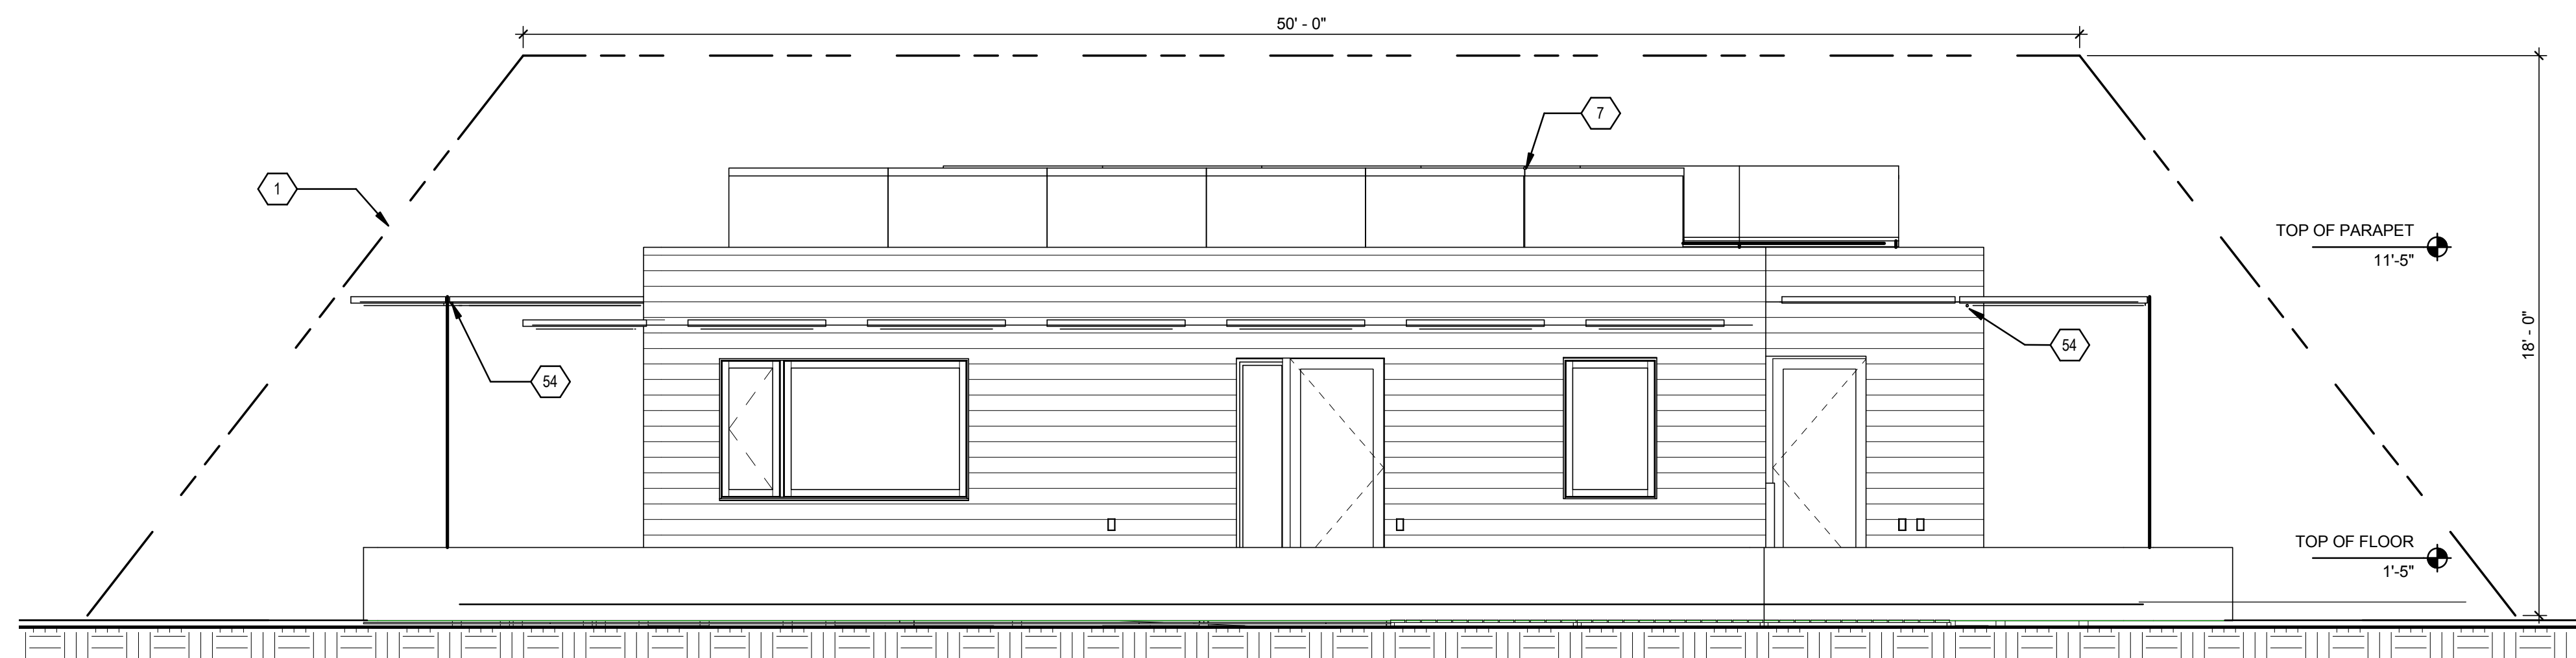 50' - 0"
7
1
TOP OF PARAPET
11'-5"
18' - 0"
54
54
TOP OF FLOOR
1'-5"